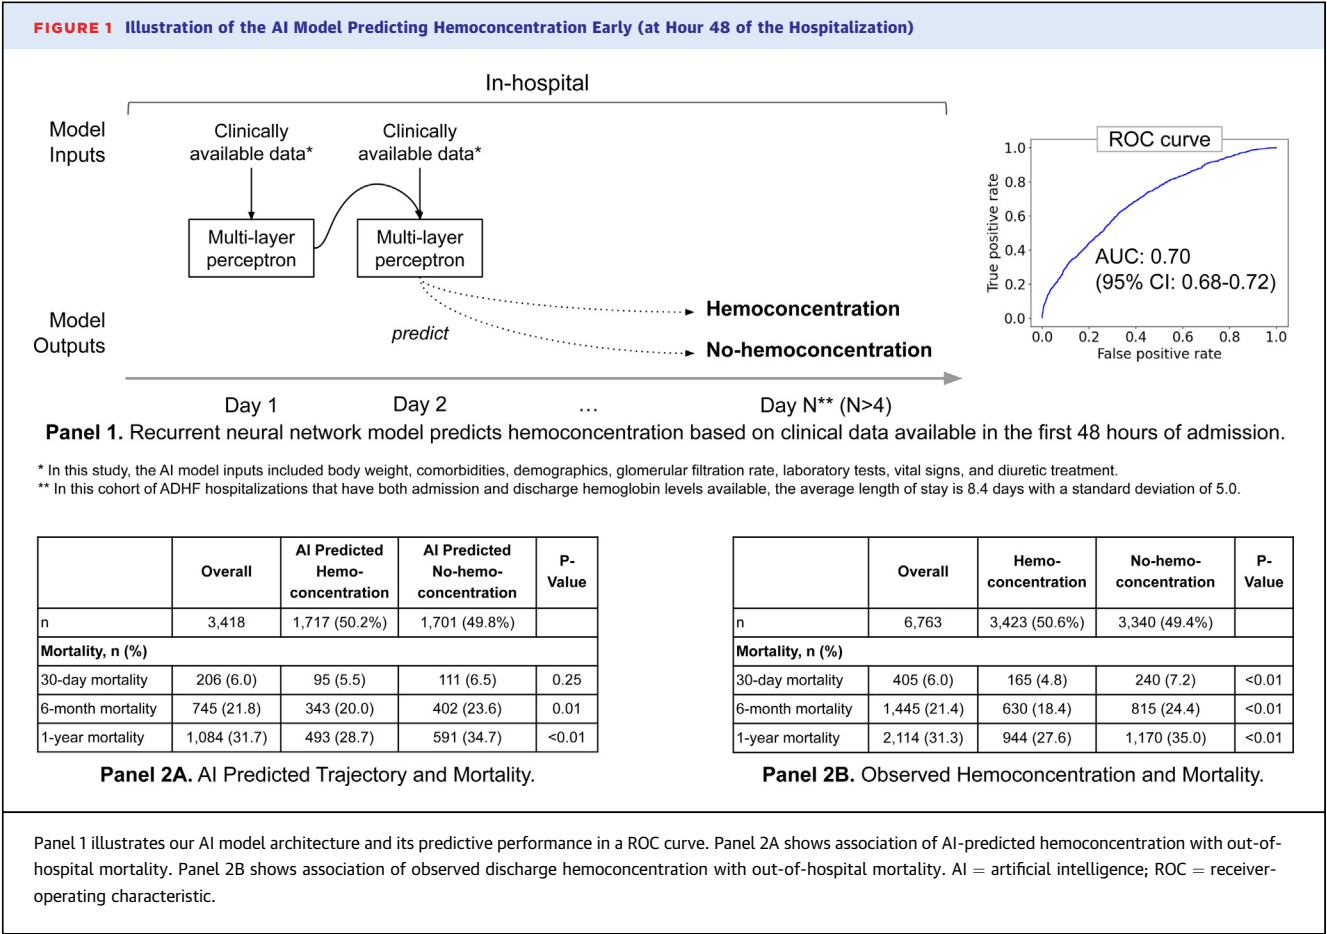 FIGURE 1 Illustration of the AI Model Predicting Hemoconcentration Early (at Hour 48 of the Hospitalization)
In-hospital
Model
Inputs
Clinically
available data*
Clinically
available data*
Multi-layer
perceptron
Multi-layer
perceptron
Model
Outputs
predict
Hemoconcentration
No-hemoconcentration
Day 1
Day 2
...
Day N** (N>4)
ROC curve
True positive rate
1.0
0.8
0.6
0.4
0.2
0.0
AUC: 0.70
(95% CI: 0.68-0.72)
0.0 0.2 0.4 0.6 0.8 1.0
False positive rate
Panel 1. Recurrent neural network model predicts hemoconcentration based on clinical data available in the first 48 hours of admission.
* In this study, the AI model inputs included body weight, comorbidities, demographics, glomerular filtration rate, laboratory tests, vital signs, and diuretic treatment.
** In this cohort of ADHF hospitalizations that have both admission and discharge hemoglobin levels available, the average length of stay is 8.4 days with a standard deviation of 5.0.
Overall
AI Predicted
Hemo-
concentration
AI Predicted
No-hemo-
concentration
P-
Value
n 3,418 1,717 (50.2%) 1,701 (49.8%)
Mortality, n (%)
30-day mortality 206 (6.0) 95 (5.5) 111 (6.5) 0.25
6-month mortality 745 (21.8) 343 (20.0) 402 (23.6) 0.01
1-year mortality 1,084 (31.7) 493 (28.7) 591 (34.7) <0.01
Panel 2A. AI Predicted Trajectory and Mortality.
Overall
Hemo-
concentration
No-hemo-
concentration
P-
Value
n 6,763 3,423 (50.6%) 3,340 (49.4%)
Mortality, n (%)
30-day mortality 405 (6.0) 165 (4.8) 240 (7.2) <0.01
6-month mortality 1,445 (21.4) 630 (18.4) 815 (24.4) <0.01
1-year mortality 2,114 (31.3) 944 (27.6) 1,170 (35.0) <0.01
Panel 2B. Observed Hemoconcentration and Mortality.
Panel 1 illustrates our AI model architecture and its predictive performance in a ROC curve. Panel 2A shows association of AI-predicted hemoconcentration with out-of-
hospital mortality. Panel 2B shows association of observed discharge hemoconcentration with out-of-hospital mortality. AI = artificial intelligence; ROC = receiver-
operating characteristic.